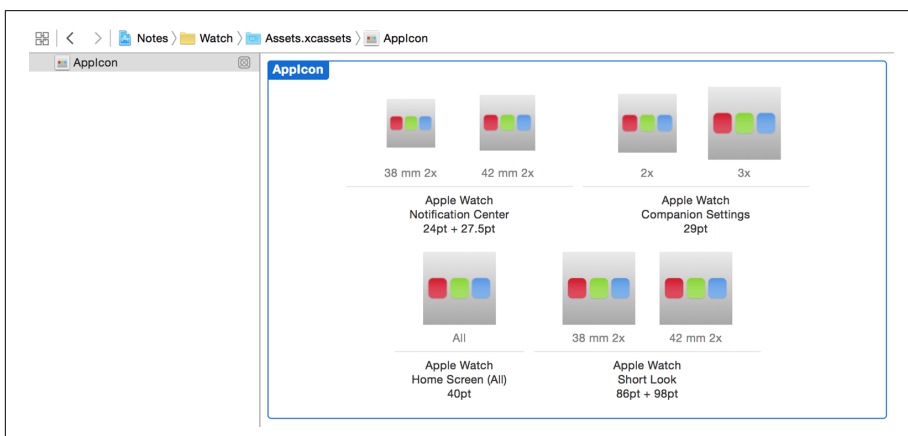 Notes Watch Assets.xcassets AppIcon
AppIcon
AppIcon
38 mm 2x 42 mm 2x 2x 3x
Apple Watch
Notification Center
24pt + 27.5pt
Apple Watch
Companion Settings
29pt
All 38 mm 2x 42 mm 2x
Apple Watch
Home Screen (All)
40pt
Apple Watch
Short Look
86pt + 98pt